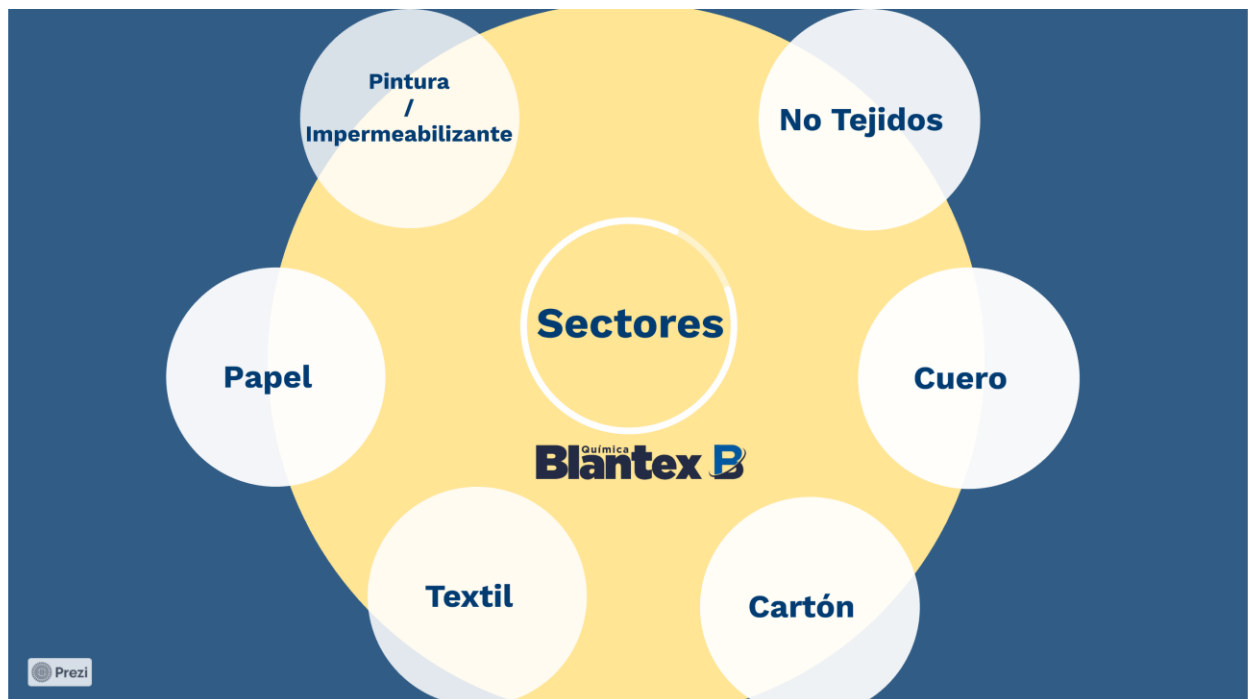 Pintura
/
Impermeabilizante
No Tejidos
Sectores
Papel
Cuero
Química
Blantex B
Textil
Cartón
Prezi